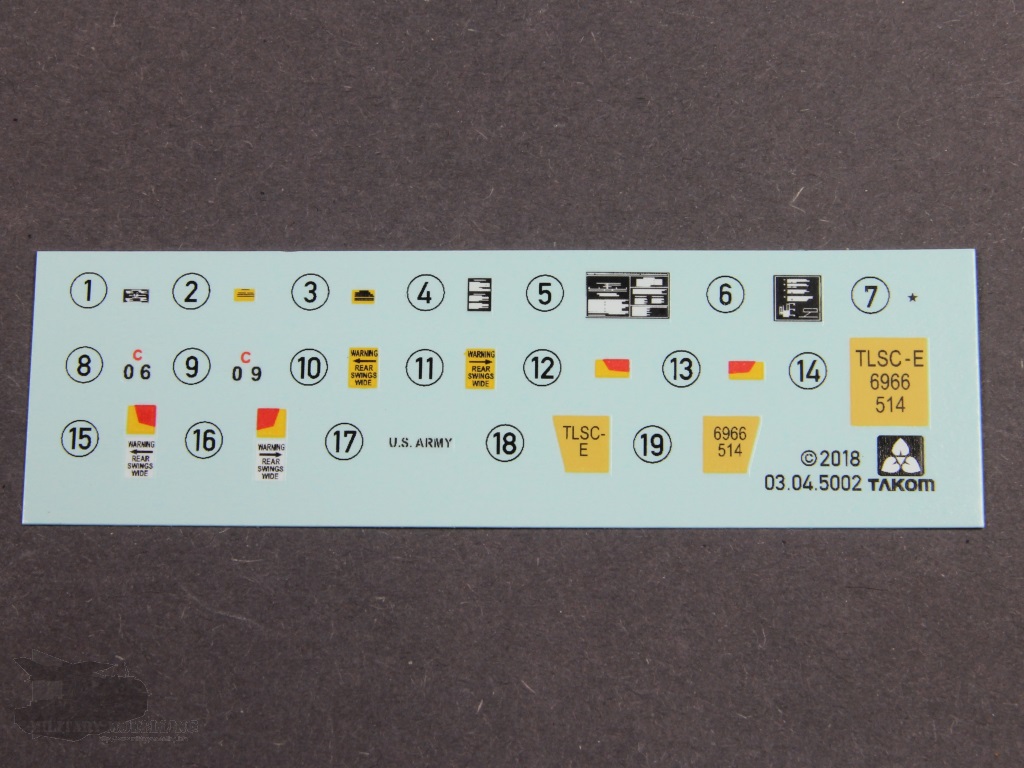 1 2 3 4 5 6 7
8 C 9 C 10 WARNING 11 WARNING 12 13 14 TLSC-E
0 6 0 9 REAR REAR 6966
SWINGS SWINGS 514
WIDE WIDE
15 WARNING 16 WARNING 17 U.S. ARMY 18 TLSC- 19 6966
REAR REAR E 514
SWINGS SWINGS
WIDE WIDE
©2018
03.04.5002 TAKOM